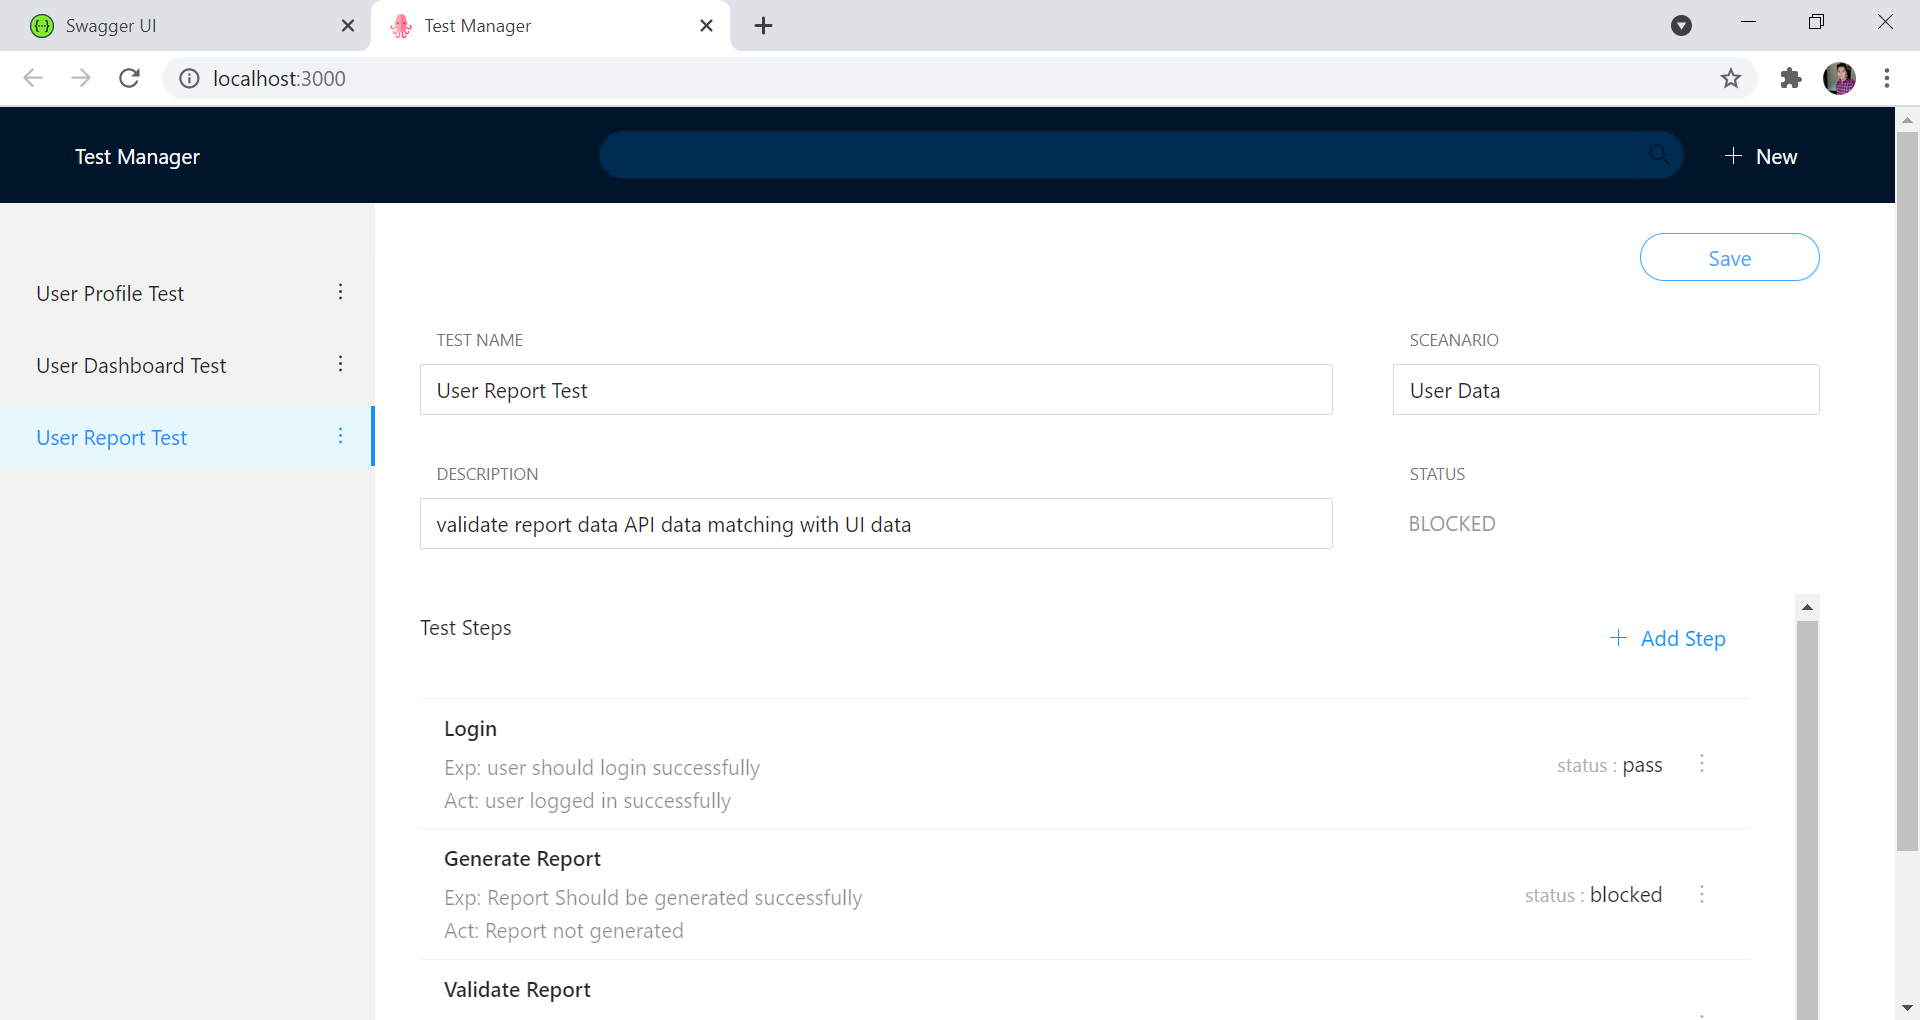 Swagger UI
Test Manager
localhost:3000
Test Manager
New
User Profile Test
User Dashboard Test
User Report Test
Save
TEST NAME
SCEANARIO
User Report Test
User Data
DESCRIPTION
STATUS
validate report data API data matching with UI data
BLOCKED
Test Steps
Add Step
Login
Exp: user should login successfully
status : pass
Act: user logged in successfully
Generate Report
Exp: Report Should be generated successfully
status : blocked
Act: Report not generated
Validate Report